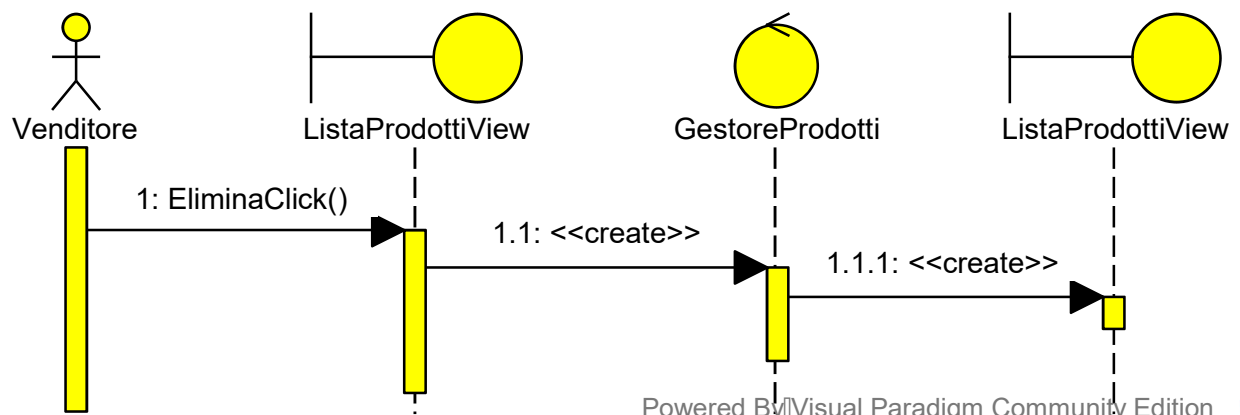 Venditore
ListaProdottiView
GestoreProdotti
ListaProdottiView
1: EliminaClick()
1.1: <<create>>
1.1.1: <<create>>
Powered By Visual Paradigm Community Edition